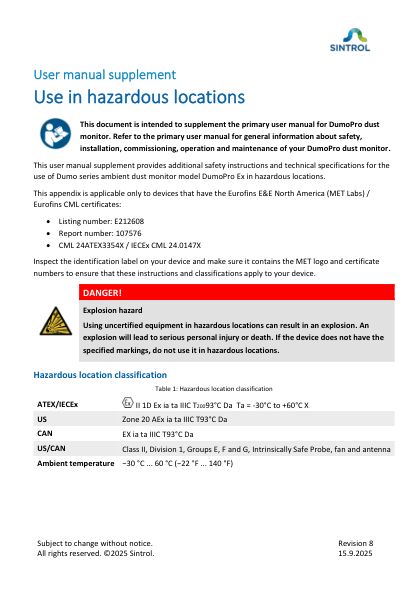 SINTROL
User manual supplement
Use in hazardous locations
This document is intended to supplement the primary user manual for DumoPro dust
monitor. Refer to the primary user manual for general information about safety,
installation, commissioning, operation and maintenance of your DumoPro dust monitor.
This user manual supplement provides additional safety instructions and technical specifications for the
use of Dumo series ambient dust monitor model DumoPro Ex in hazardous locations.
This appendix is applicable only to devices that have the Eurofins E&E North America (MET Labs) /
Eurofins CML certificates:
• Listing number: E212608
• Report number: 107576
• CML 24ATEX3354X / IECEx CML 24.0147X
Inspect the identification label on your device and make sure it contains the MET logo and certificate
numbers to ensure that these instructions and classifications apply to your device.
DANGER!
Explosion hazard
Using uncertified equipment in hazardous locations can result in an explosion. An
explosion will lead to serious personal injury or death. If the device does not have the
specified markings, do not use it in hazardous locations.
Hazardous location classification
Table 1: Hazardous location classification
ATEX/IECEx Ex II 1D Ex ia ta IIIC T₂₀₀93°C Da Ta = -30°C to +60°C X
US Zone 20 AEx ia ta IIIC T93°C Da
CAN EX ia ta IIIC T93°C Da
US/CAN Class II, Division 1, Groups E, F and G, Intrinsically Safe Probe, fan and antenna
Ambient temperature −30 °C ... 60 °C (−22 °F ... 140 °F)
Subject to change without notice. Revision 8
All rights reserved. ©2025 Sintrol. 15.9.2025